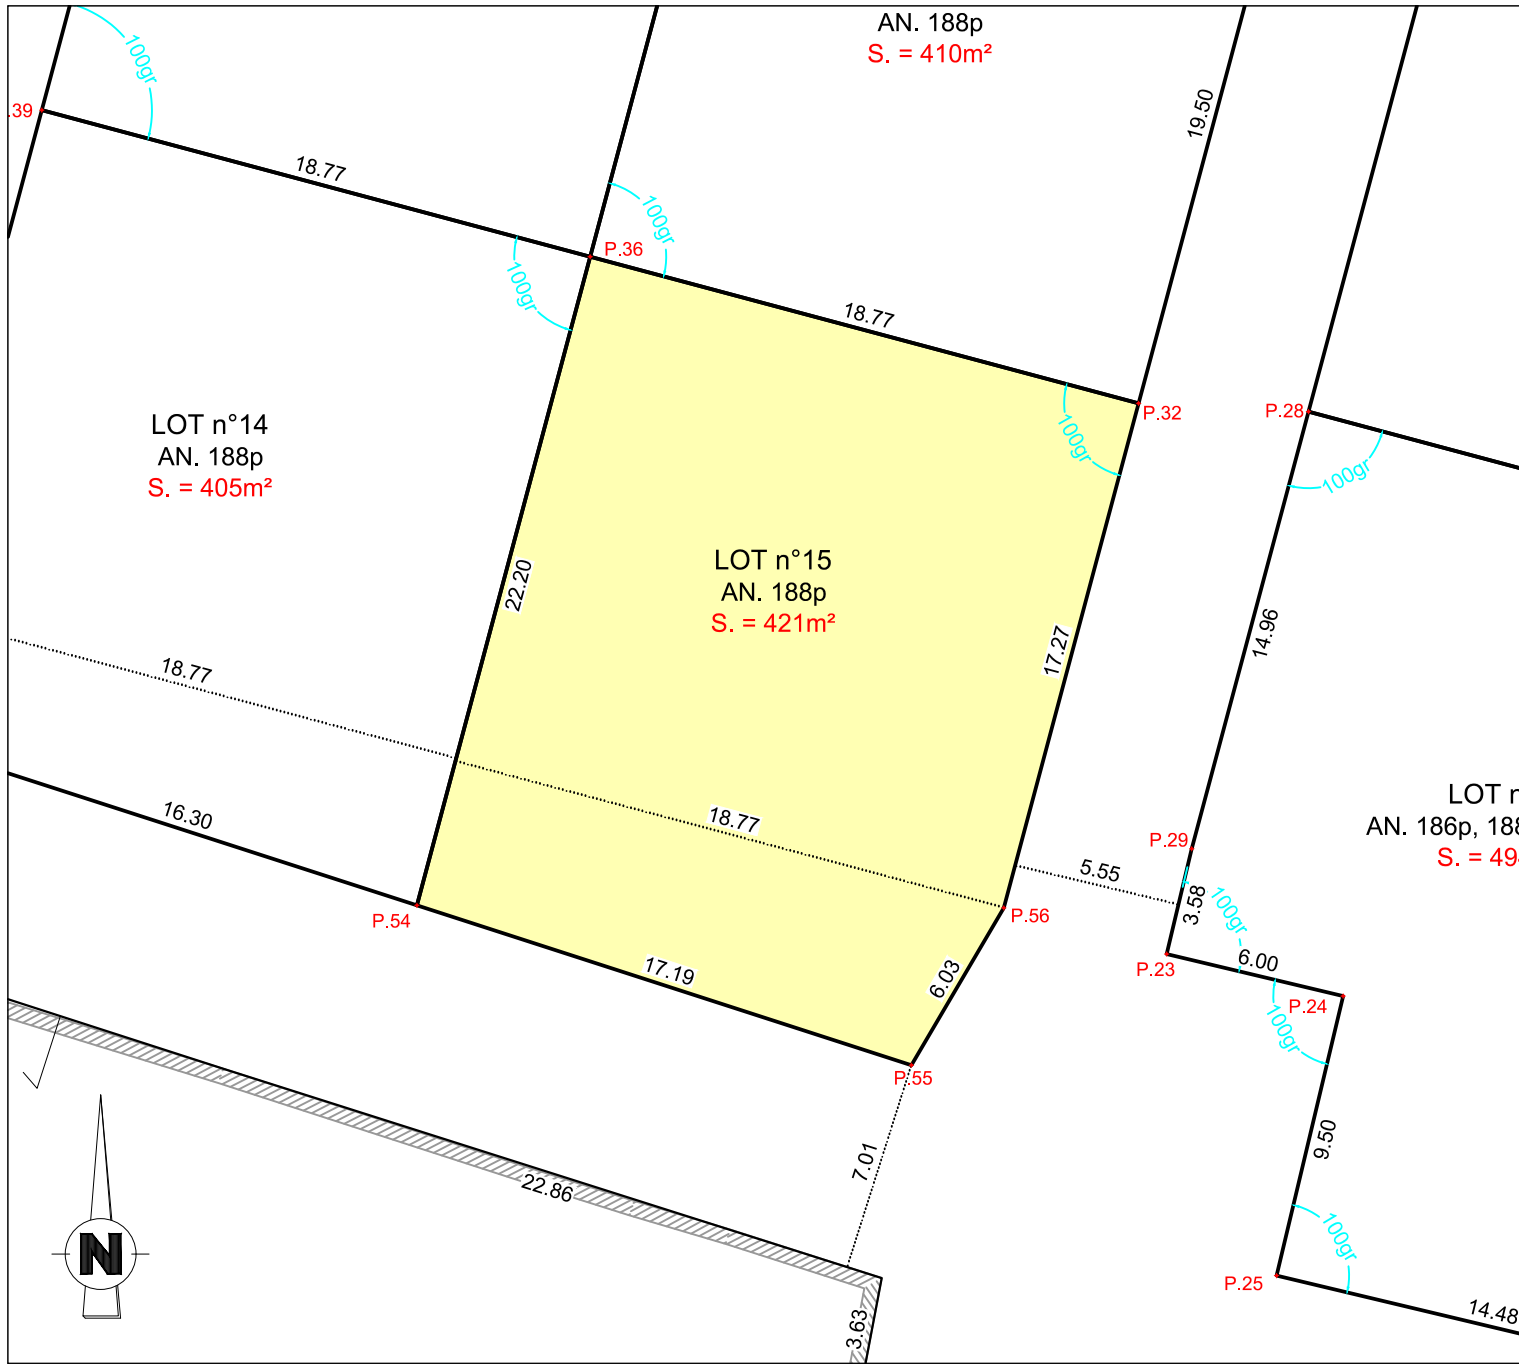 AN. 188p
S. = 410m²
100gr
19.50
.39
18.77
100gr
P.36
100gr
18.77
P.32
P.28
100gr
100gr
LOT n°14
AN. 188p
S. = 405m²
22.20
LOT n°15
AN. 188p
S. = 421m²
17.27
14.96
18.77
18.77
16.30
LOT n
AN. 186p, 188
S. = 49
P.29
5.55
3.58
100gr
P.54
P.56
17.19
6.03
P.23
6.00
P.24
100gr
P.55
7.01
9.50
22.86
N
100gr
P.25
3.63
14.48